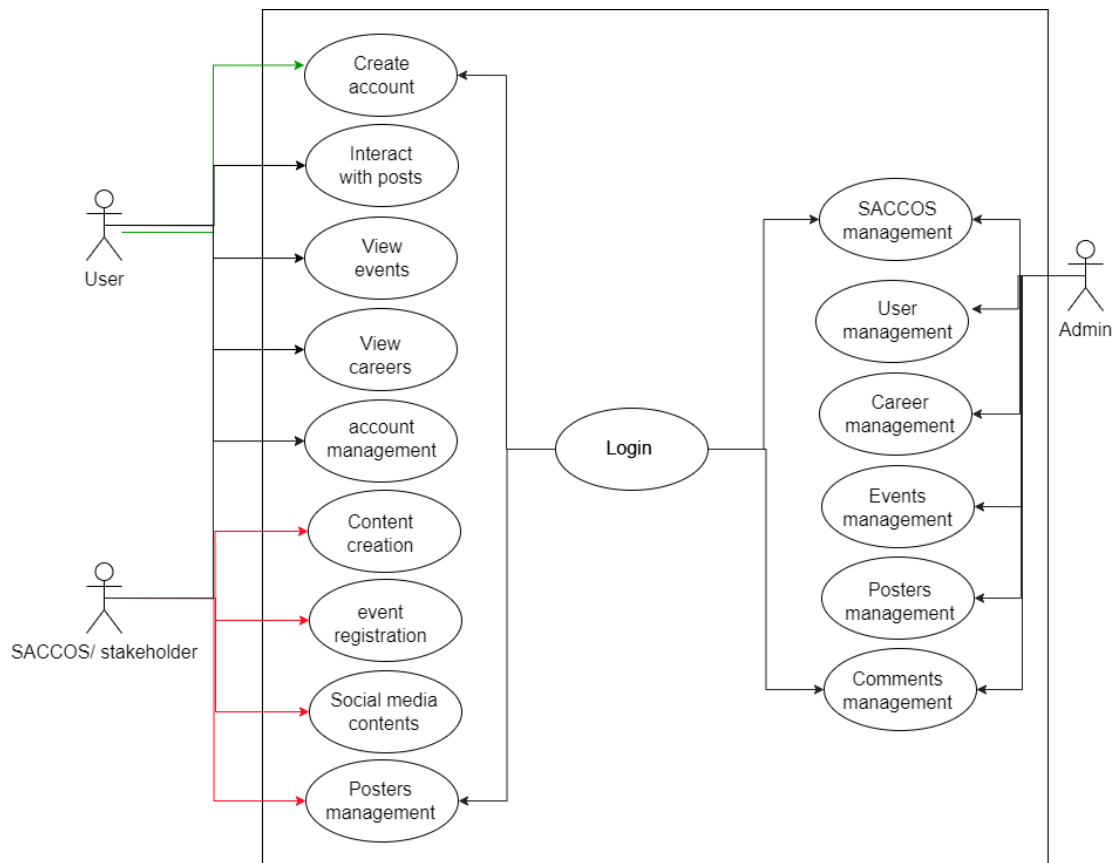 Create
account
Interact
with posts
View
events
View
careers
account
management
Content
creation
event
registration
Social media
contents
Posters
management
User
SACCOS/ stakeholder
Login
SACCOS
management
User
management
Career
management
Events
management
Posters
management
Comments
management
Admin